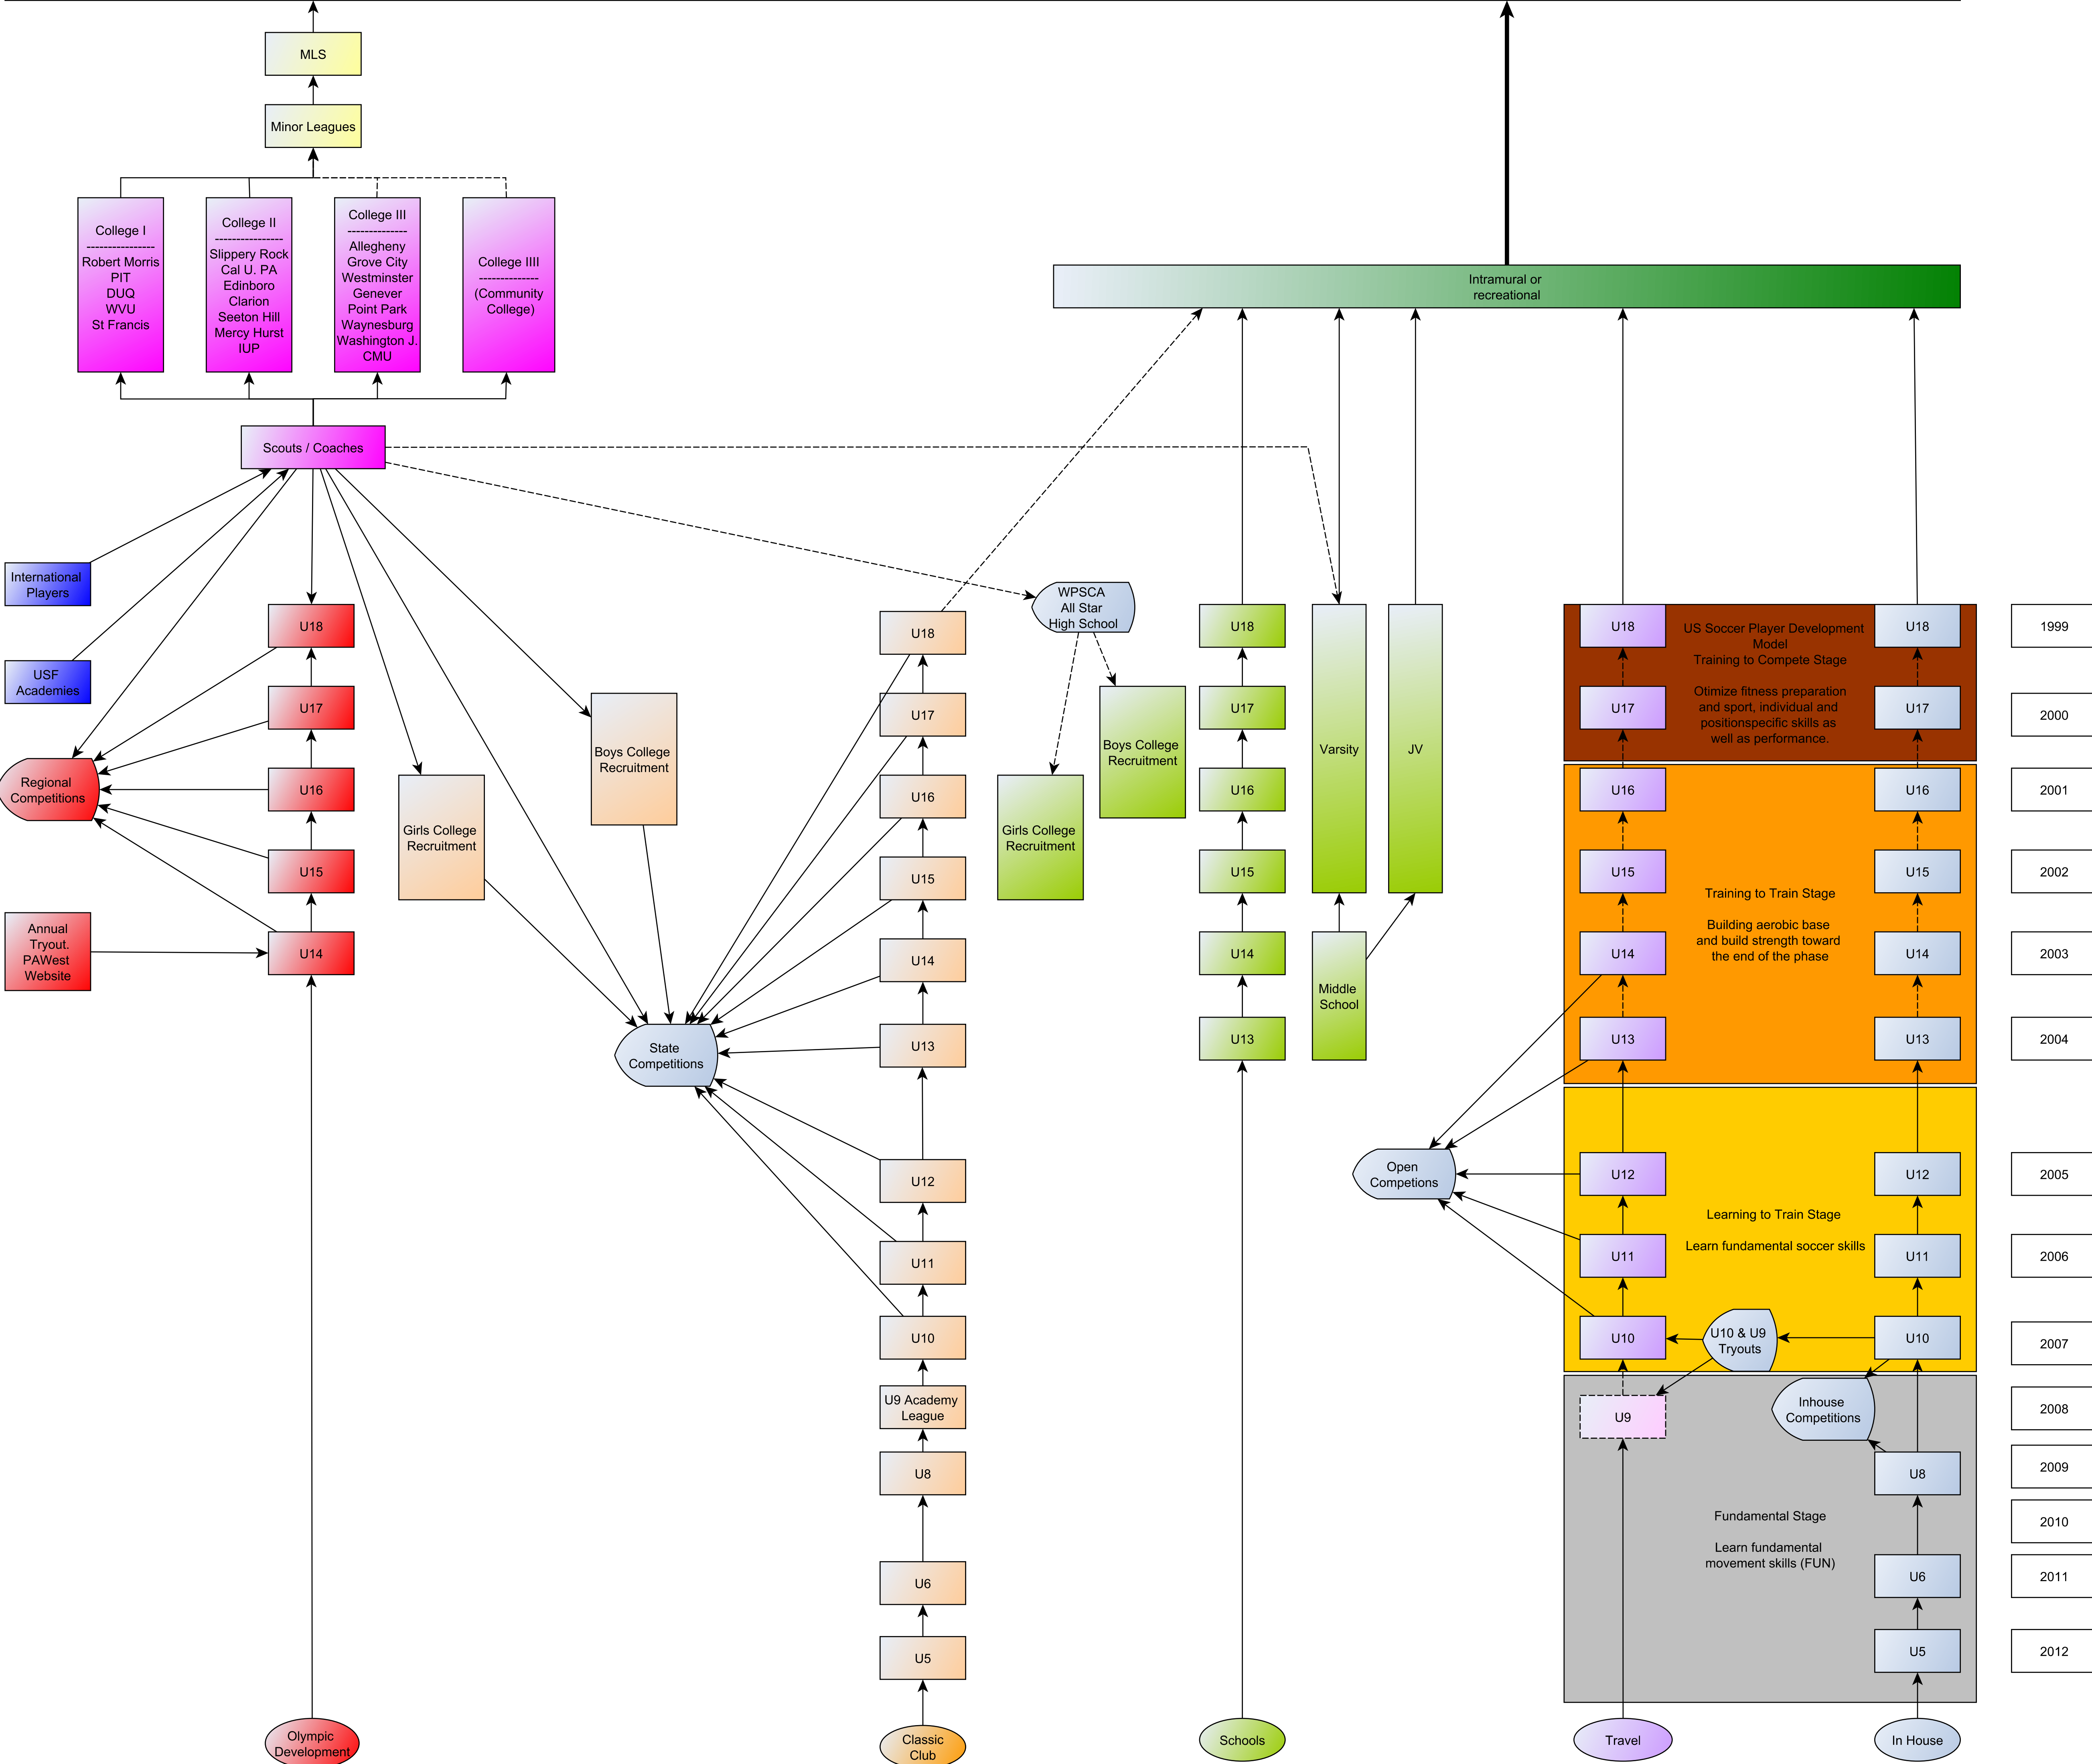 MLS
Minor Leagues
College I
----------------
Robert Morris
PIT
DUQ
WVU
St Francis
College II
----------------
Slippery Rock
Cal U. PA
Edinboro
Clarion
Seeton Hill
Mercy Hurst
IUP
College III
--------------
Allegheny
Grove City
Westminster
Genever
Point Park
Waynesburg
Washington J.
CMU
College IIII
--------------
(Community
College)
Intramural or
recreational
Scouts / Coaches
International
Players
USF
Academies
Regional
Competitions
Annual
Tryout.
PAWest
Website
U18
U17
U16
U15
U14
Olympic
Development
Girls College
Recruitment
Boys College
Recruitment
State
Competitions
U18
U17
U16
U15
U14
U13
U12
U11
U10
U9 Academy
League
U8
U6
U5
Classic
Club
WPSCA
All Star
High School
Girls College
Recruitment
Boys College
Recruitment
U18
U17
U16
U15
U14
U13
Schools
Varsity
JV
Middle
School
Open
Competions
U18
U17
U16
U15
U14
U13
U12
U11
U10
U9
Travel
US Soccer Player Development
Model
Training to Compete Stage
Otimize fitness preparation
and sport, individual and
positionspecific skills as
well as performance.
Training to Train Stage
Building aerobic base
and build strength toward
the end of the phase
Learning to Train Stage
Learn fundamental soccer skills
U10 & U9
Tryouts
Inhouse
Competitions
Fundamental Stage
Learn fundamental
movement skills (FUN)
U18
U17
U16
U15
U14
U13
U12
U11
U10
U8
U6
U5
In House
1999
2000
2001
2002
2003
2004
2005
2006
2007
2008
2009
2010
2011
2012